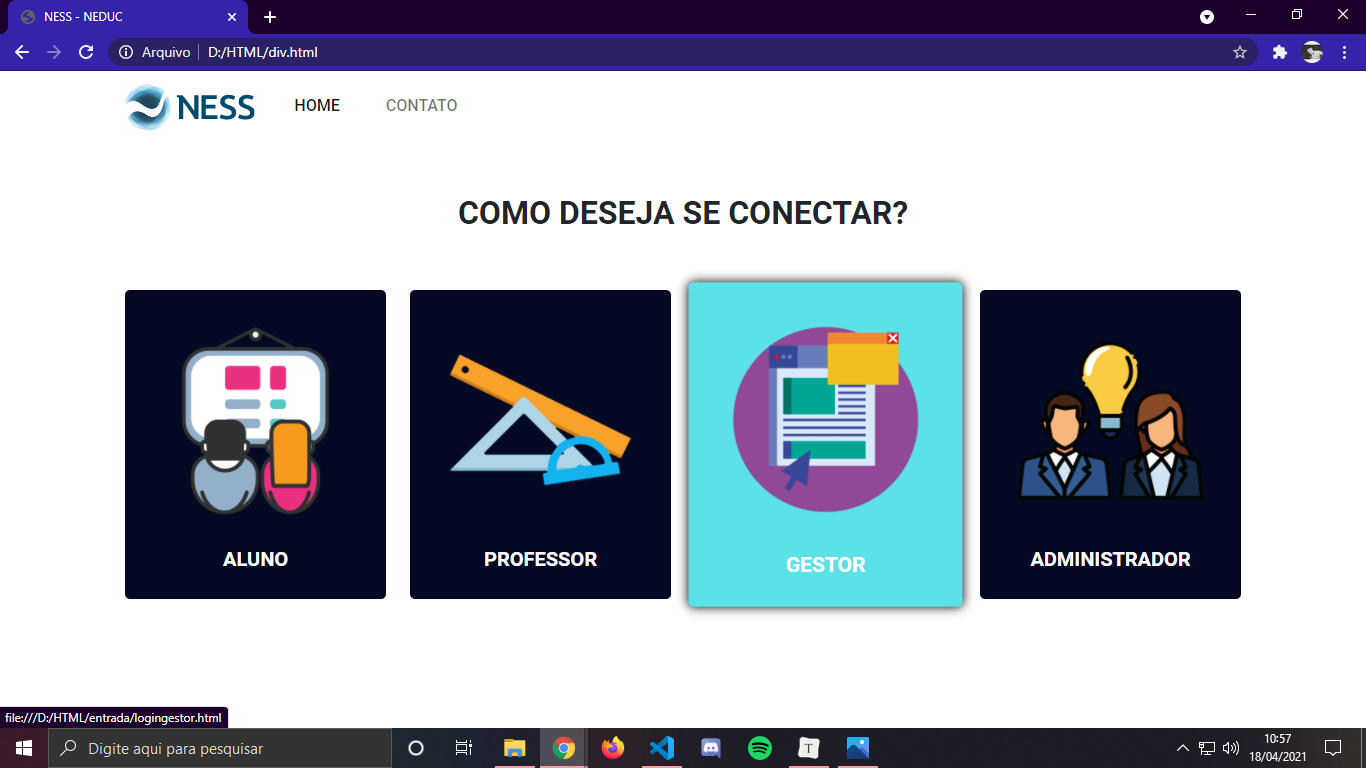 NESS - NEDUC
Arquivo D:/HTML/div.html
NESS HOME CONTATO
COMO DESEJA SE CONECTAR?
ALUNO PROFESSOR GESTOR ADMINISTRADOR
file:///D:/HTML/entrada/logingestor.html
Digite aqui para pesquisar
T
10:57
18/04/2021